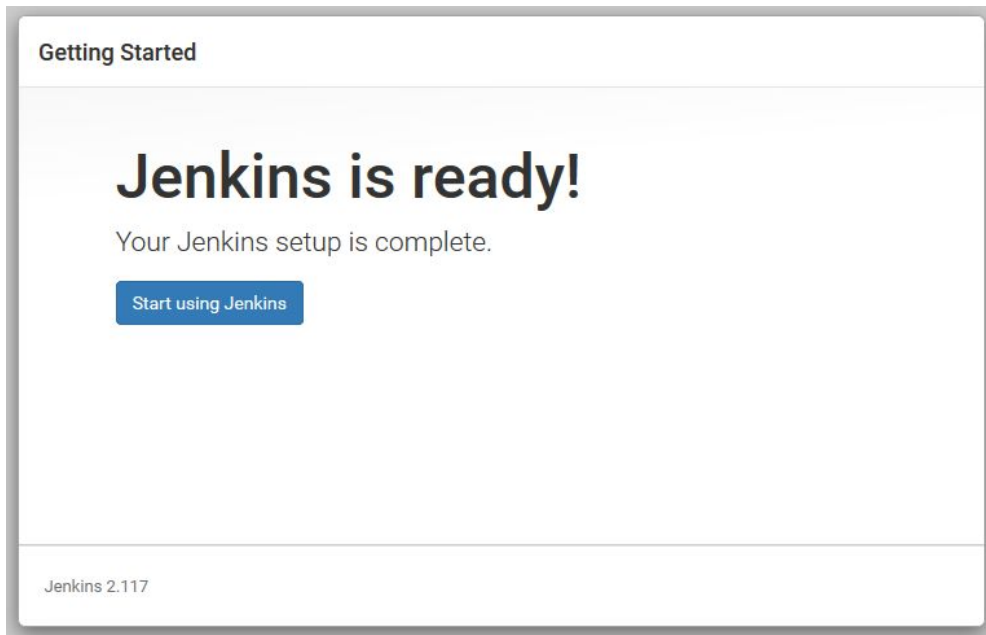 Getting Started
Jenkins is ready!
Your Jenkins setup is complete.
Start using Jenkins
Jenkins 2.117